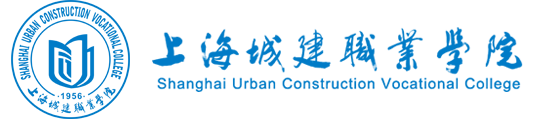 SHANGHAI URBAN CONSTRUCTION VOCATIONAL COLLEGE
·1956·
上海城建職業學院
上海城建職業學院
Shanghai Urban Construction Vocational College